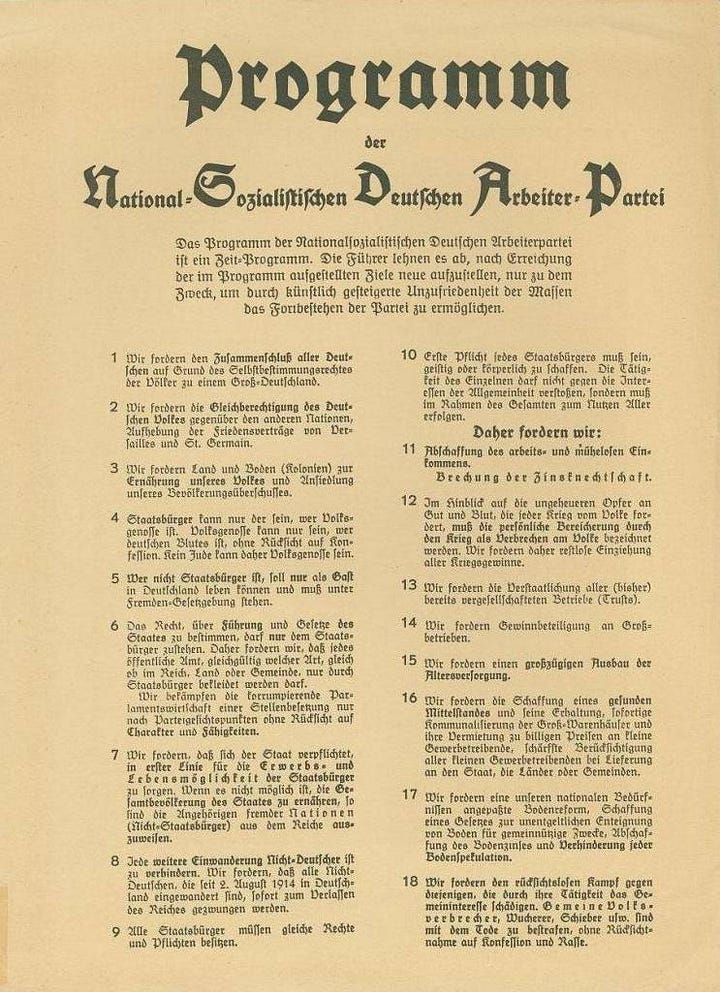 Programm
der
National-Sozialistischen Deutschen Arbeiter-Partei
Das Programm der Nationalsozialistischen Deutschen Arbeiterpartei
ist ein Zeit-Programm. Die Führer lehnen es ab, nach Erreichung
der im Programm aufgestellten Ziele neue aufzustellen, nur zu dem
Zweck, um durch künstlich gesteigerte Unzufriedenheit der Massen
das Fortbestehen der Partei zu ermöglichen.
1 Wir fordern den Zusammenschluß aller Deut-
schen auf Grund des Selbstbestimmungsrechtes
der Völker zu einem Groß-Deutschland.
2 Wir fordern die Gleichberechtigung des Deut-
schen Volkes gegenüber den anderen Nationen,
Aufhebung der Friedensverträge von Ver-
sailles und St. Germain.
3 Wir fordern Land und Boden (Kolonien) zur
Ernährung unseres Volkes und Ansiedlung
unseres Bevölkerungsüberschusses.
4 Staatsbürger kann nur der sein, wer Volks-
genosse ist. Volksgenosse kann nur sein, wer
deutschen Blutes ist, ohne Rücksicht auf Kon-
fession. Kein Jude kann daher Volksgenosse sein.
5 Wer nicht Staatsbürger ist, soll nur als Gast
in Deutschland leben können und muß unter
Fremden-Gesetzgebung stehen.
6 Das Recht, über Führung und Gesetze des
Staates zu bestimmen, darf nur dem Staats-
bürger zustehen. Daher fordern wir, daß jedes
öffentliche Amt, gleichgültig welcher Art, gleich
ob im Reich, Land oder Gemeinde, nur durch
Staatsbürger bekleidet werden darf.
Wir bekämpfen die korrumpierende Par-
lamentswirtschaft einer Stellenbesetzung nur
nach Parteigesichtspunkten ohne Rücksicht auf
Charakter und Fähigkeiten.
7 Wir fordern, daß sich der Staat verpflichtet,
in erster Linie für die Erwerbs- und
Lebensmöglichkeit der Staatsbürger
zu sorgen. Wenn es nicht möglich ist, die Ge-
samtbevölkerung des Staates zu ernähren, so
sind die Angehörigen fremder Nationen
(Nicht-Staatsbürger) aus dem Reiche aus-
zuweisen.
8 Jede weitere Einwanderung Nicht-Deutscher ist
zu verhindern. Wir fordern, daß alle Nicht-
Deutschen, die seit 2. August 1914 in Deutsch-
land eingewandert sind, sofort zum Verlassen
des Reiches gezwungen werden.
9 Alle Staatsbürger müssen gleiche Rechte
und Pflichten besitzen.
10 Erste Pflicht jedes Staatsbürgers muß sein,
geistig oder körperlich zu schaffen. Die Tätig-
keit des Einzelnen darf nicht gegen die Inter-
essen der Allgemeinheit verstoßen, sondern muß
im Rahmen des Gesamten zum Nutzen Aller
erfolgen.
Daher fordern wir:
11 Abschaffung des arbeits- und mühelosen Ein-
kommens.
Brechung der Zinsknechtschaft.
12 Im Hinblick auf die ungeheueren Opfer an
Gut und Blut, die jeder Krieg vom Volke for-
dert, muß die persönliche Bereicherung durch
den Krieg als Verbrechen am Volke bezeichnet
werden. Wir fordern daher restlose Einziehung
aller Kriegsgewinne.
13 Wir fordern die Verstaatlichung aller (bisher)
bereits vergesellschafteten Betriebe (Trusts).
14 Wir fordern Gewinnbeteiligung an Groß-
betrieben.
15 Wir fordern einen großzügigen Ausbau der
Altersversorgung.
16 Wir fordern die Schaffung eines gesunden
Mittelstandes und seine Erhaltung, sofortige
Kommunalisierung der Groß-Warenhäuser und
ihre Vermietung zu billigen Preisen an kleine
Gewerbetreibende, schärfste Berücksichtigung
aller kleinen Gewerbetreibenden bei Lieferung
an den Staat, die Länder oder Gemeinden.
17 Wir fordern eine unseren nationalen Bedürf-
nissen angepaßte Bodenreform, Schaffung
eines Gesetzes zur unentgeltlichen Enteignung
von Boden für gemeinnützige Zwecke, Abschaf-
fung des Bodenzinses und Verhinderung jeder
Bodenspekulation.
18 Wir fordern den rücksichtslosen Kampf gegen
diejenigen, die durch ihre Tätigkeit das Ge-
meininteresse schädigen. Gemeine Volks-
verbrecher, Wucherer, Schieber usw. sind
mit dem Tode zu bestrafen, ohne Rücksicht-
nahme auf Konfession und Rasse.